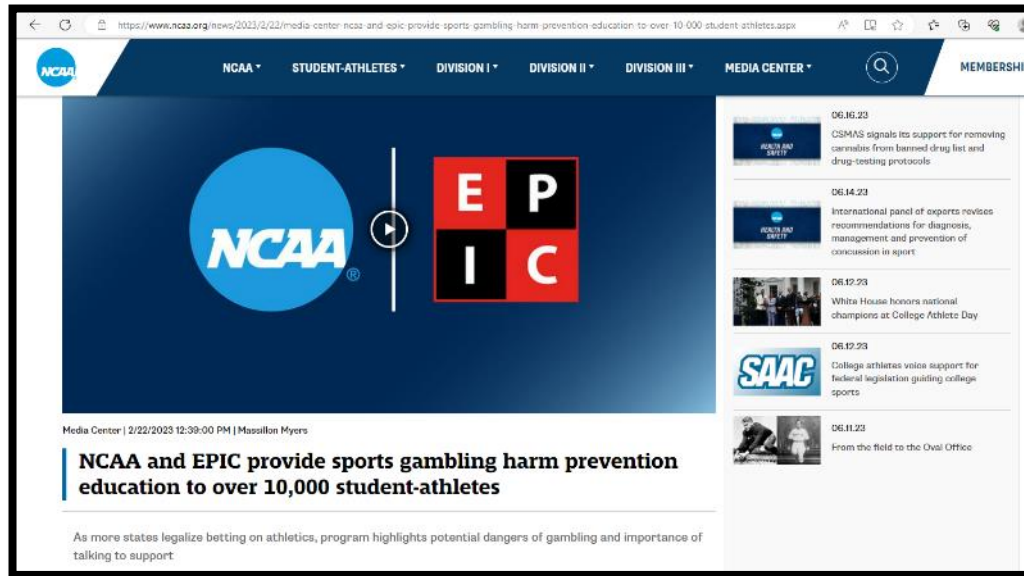 https://www.ncaa.org/news/2023/2/22/media-center-ncaa-and-epic-provide-sports-gambling-harm-prevention-education-to-over-10-000-student-athletes.aspx
NCAA
NCAA
STUDENT-ATHLETES
DIVISION I
DIVISION II
DIVISION III
MEDIA CENTER
MEMBERSHI
NCAA®
E P
I C
Media Center | 2/22/2023 12:39:00 PM | Massillon Myers
NCAA and EPIC provide sports gambling harm prevention
education to over 10,000 student-athletes
As more states legalize betting on athletics, program highlights potential dangers of gambling and importance of
talking to support
HEALTH AND
SAFETY
06.16.23
CSMAS signals its support for removing
cannabis from banned drug list and
drug-testing protocols
HEALTH AND
SAFETY
06.14.23
International panel of experts revises
recommendations for diagnosis,
management and prevention of
concussion in sport
06.12.23
White House honors national
champions at College Athlete Day
SAAC
06.12.23
College athletes voice support for
federal legislation guiding college
sports
06.11.23
From the field to the Oval Office